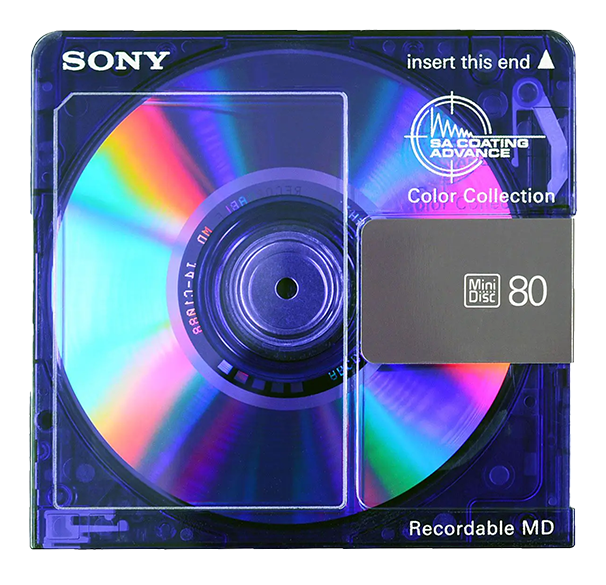 SONY
insert this end
SA COATING
ADVANCE
Color Collection
Mini
Disc
80
Recordable MD